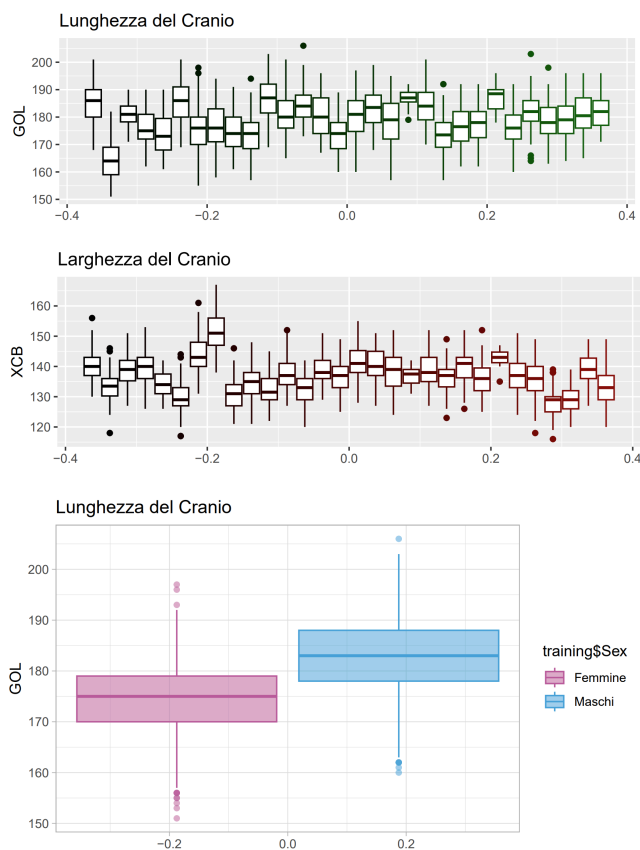 Lunghezza del Cranio
200
190
180
170
160
150
GOL
−0.4 −0.2 0.0 0.2 0.4
Larghezza del Cranio
160
150
140
130
120
XCB
−0.4 −0.2 0.0 0.2 0.4
Lunghezza del Cranio
200
190
180
170
160
150
GOL
−0.2 0.0 0.2
training$Sex
Femmine
Maschi